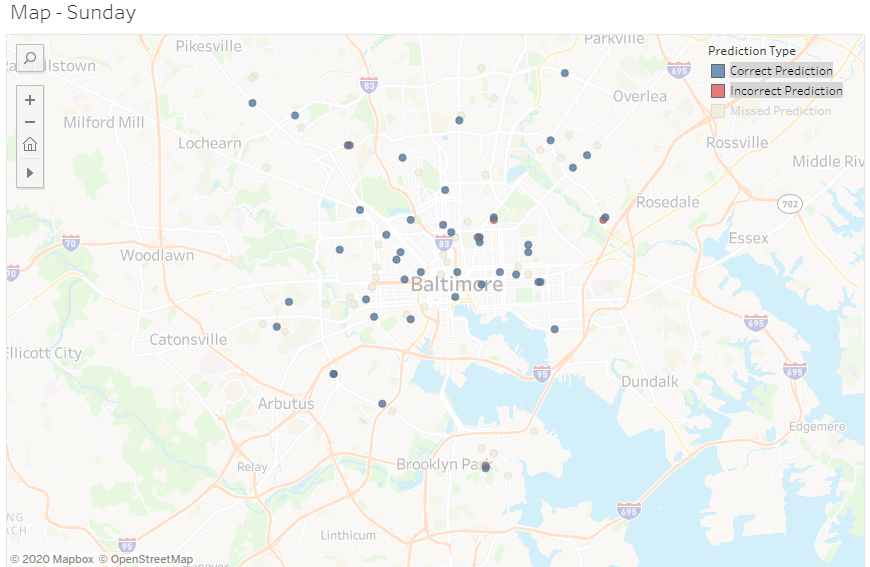 Map - Sunday
Pikesville
Parkville
Prediction Type
Correct Prediction
Incorrect Prediction
Missed Prediction
83
695
Overlea
Milford Mill
Lochearn
Rossville
Middle Riv
Rosedale
702
70
Essex
83
Woodlawn
70
Baltimore
695
Catonsville
Ellicott City
95
695
Dundalk
Arbutus
Edgemere
Relay
Brooklyn Park
695
NG
ACH
Linthicum
95
© 2020 Mapbox © OpenStreetMap